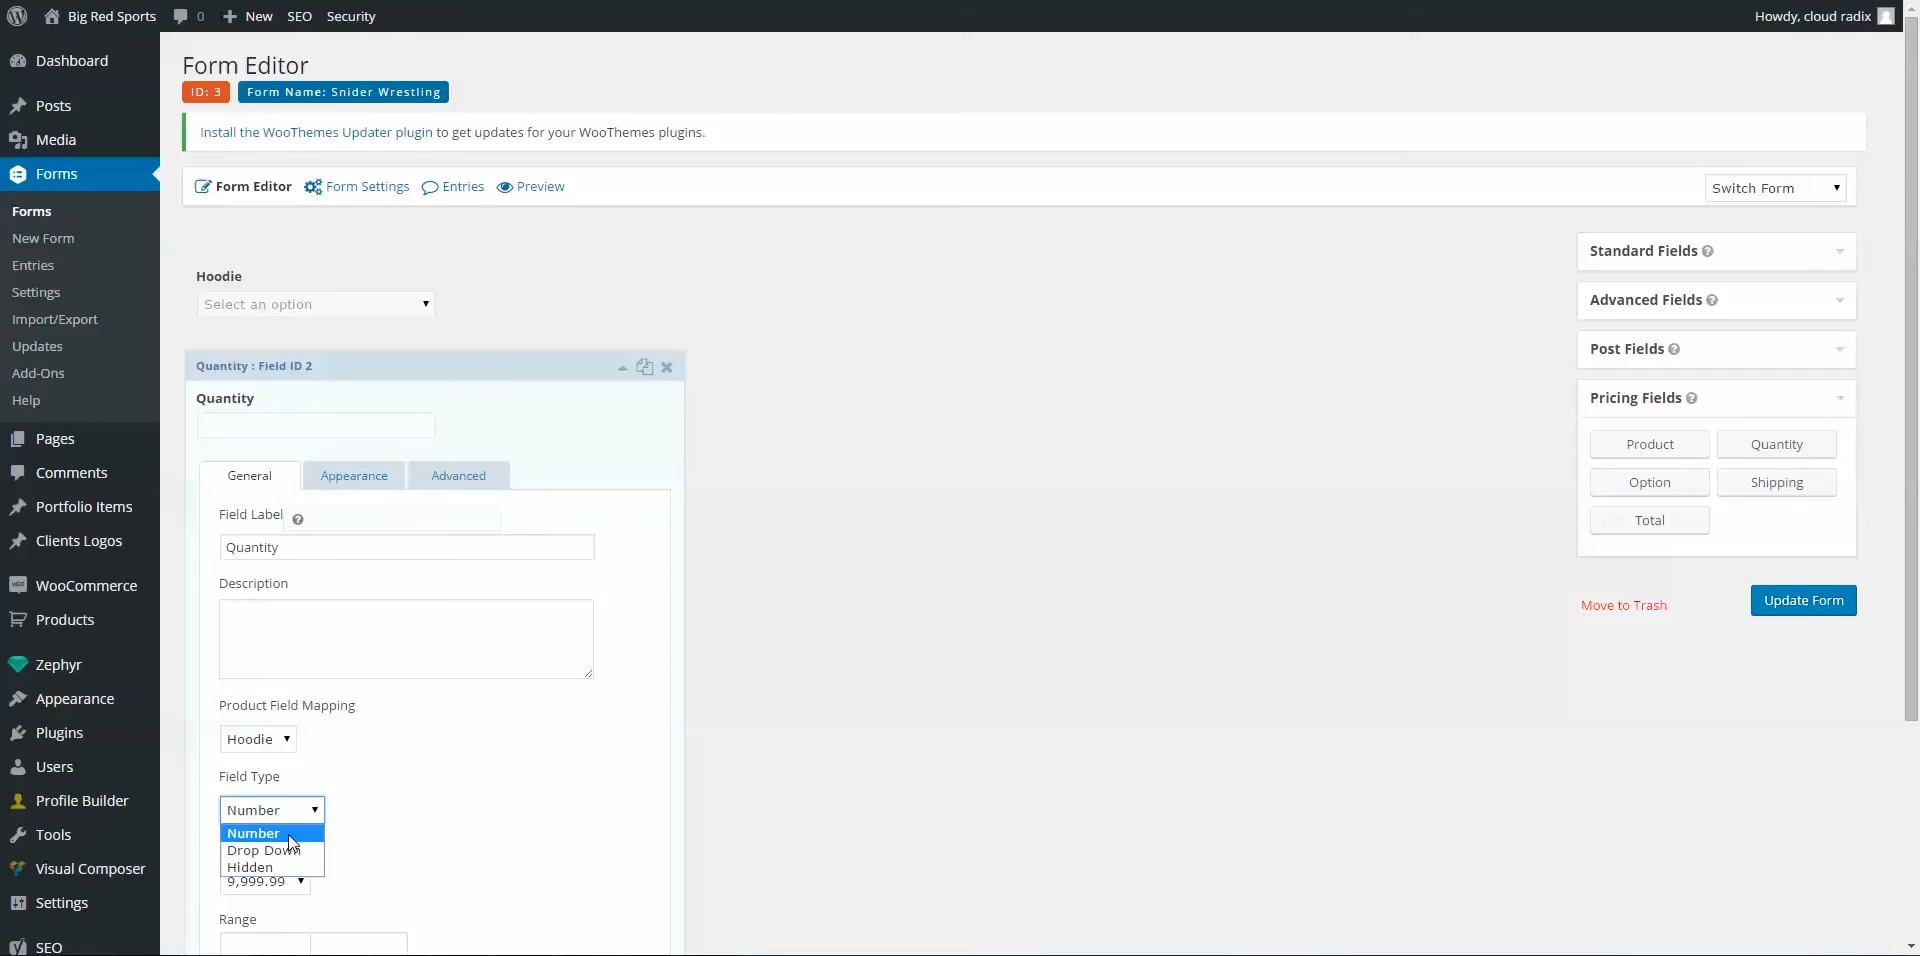 Big Red Sports
0
New
SEO
Security
Howdy, cloud radix
Dashboard
Posts
Media
Forms
Forms
New Form
Entries
Settings
Import/Export
Updates
Add-Ons
Help
Pages
Comments
Portfolio Items
Clients Logos
WooCommerce
Products
Zephyr
Appearance
Plugins
Users
Profile Builder
Tools
Visual Composer
Settings
SEO
Form Editor
ID: 3
Form Name: Snider Wrestling
Install the WooThemes Updater plugin to get updates for your WooThemes plugins.
Form Editor
Form Settings
Entries
Preview
Switch Form
Hoodie
Select an option
Quantity : Field ID 2
Quantity
General
Appearance
Advanced
Field Label
Quantity
Description
Product Field Mapping
Hoodie
Field Type
Number
Number
Drop Down
Hidden
9,999.99
Range
Standard Fields
Advanced Fields
Post Fields
Pricing Fields
Product
Quantity
Option
Shipping
Total
Move to Trash
Update Form